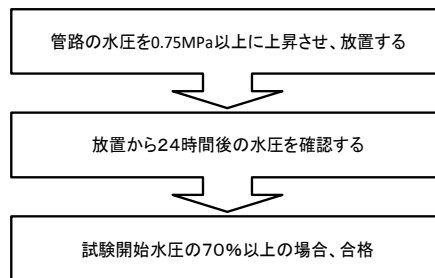 管路の水圧を0.75MPa以上に上昇させ、放置する
放置から２４時間後の水圧を確認する
試験開始水圧の７０％以上の場合、合格